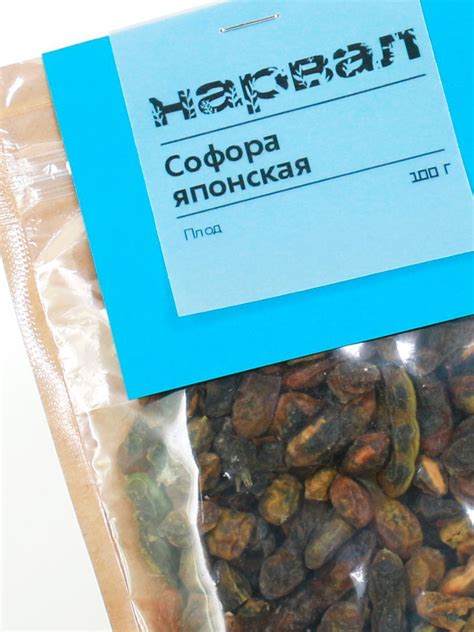 нарвал
Софора
японская
100 г
Плод